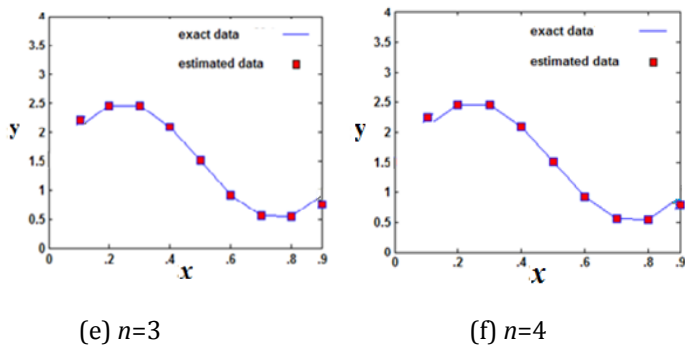 4
3.5
3
2.5
2
1.5
1
0.5
0
y
exact data
estimated data
.2
.4
.6
.8
.9
x
(e) n=3
4
3.5
3
2.5
2
1.5
1
0.5
0
y
exact data
estimated data
.2
.4
.6
.8
.9
x
(f) n=4